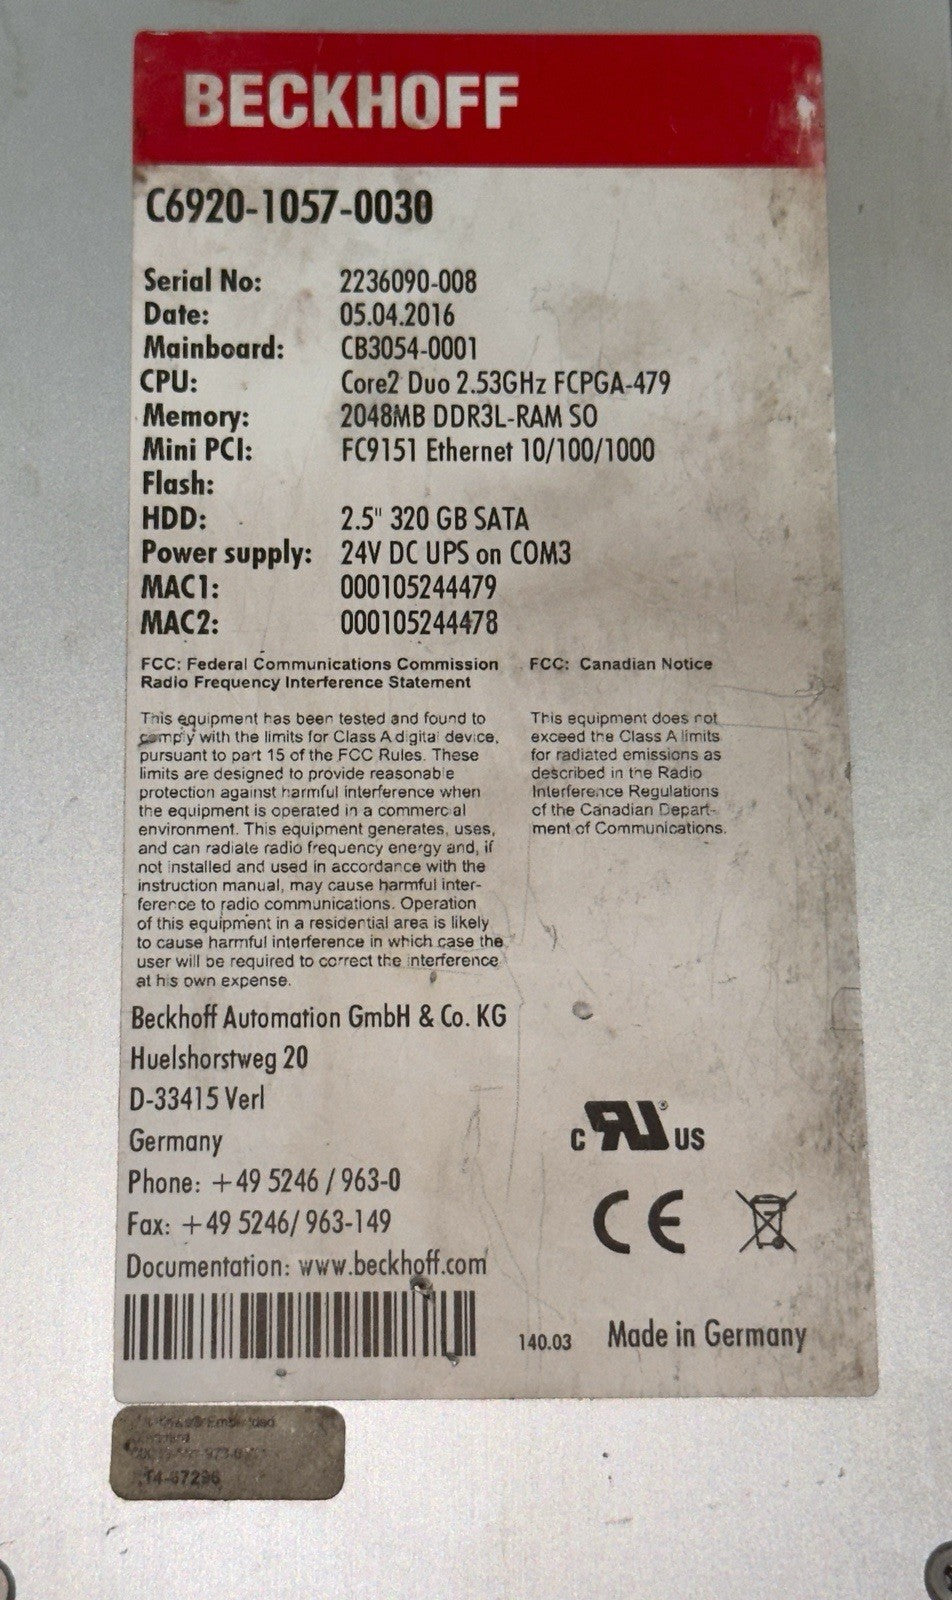 BECKHOFF
C6920-1057-0030
Serial No: 2236090-008
Date: 05.04.2016
Mainboard: CB3054-0001
CPU: Core2 Duo 2.53GHz FCPGA-479
Memory: 2048MB DDR3L-RAM SO
Mini PCI: FC9151 Ethernet 10/100/1000
Flash:
HDD: 2.5" 320 GB SATA
Power supply: 24V DC UPS on COM3
MAC1: 000105244479
MAC2: 000105244478
FCC: Federal Communications Commission
Radio Frequency Interference Statement
This equipment has been tested and found to
comply with the limits for Class A digital device,
pursuant to part 15 of the FCC Rules. These
limits are designed to provide reasonable
protection against harmful interference when
the equipment is operated in a commercial
environment. This equipment generates, uses,
and can radiate radio frequency energy and, if
not installed and used in accordance with the
instruction manual, may cause harmful inter-
ference to radio communications. Operation
of this equipment in a residential area is likely
to cause harmful interference in which case the
user will be required to correct the interference
at his own expense.
FCC: Canadian Notice
This equipment does not
exceed the Class A limits
for radiated emissions as
described in the Radio
Interference Regulations
of the Canadian Depart-
ment of Communications.
Beckhoff Automation GmbH & Co. KG
Huelshorstweg 20
D-33415 Verl
Germany
Phone: +49 5246 / 963-0
Fax: +49 5246/ 963-149
Documentation: www.beckhoff.com
c RU® US
CE
140.03 Made in Germany